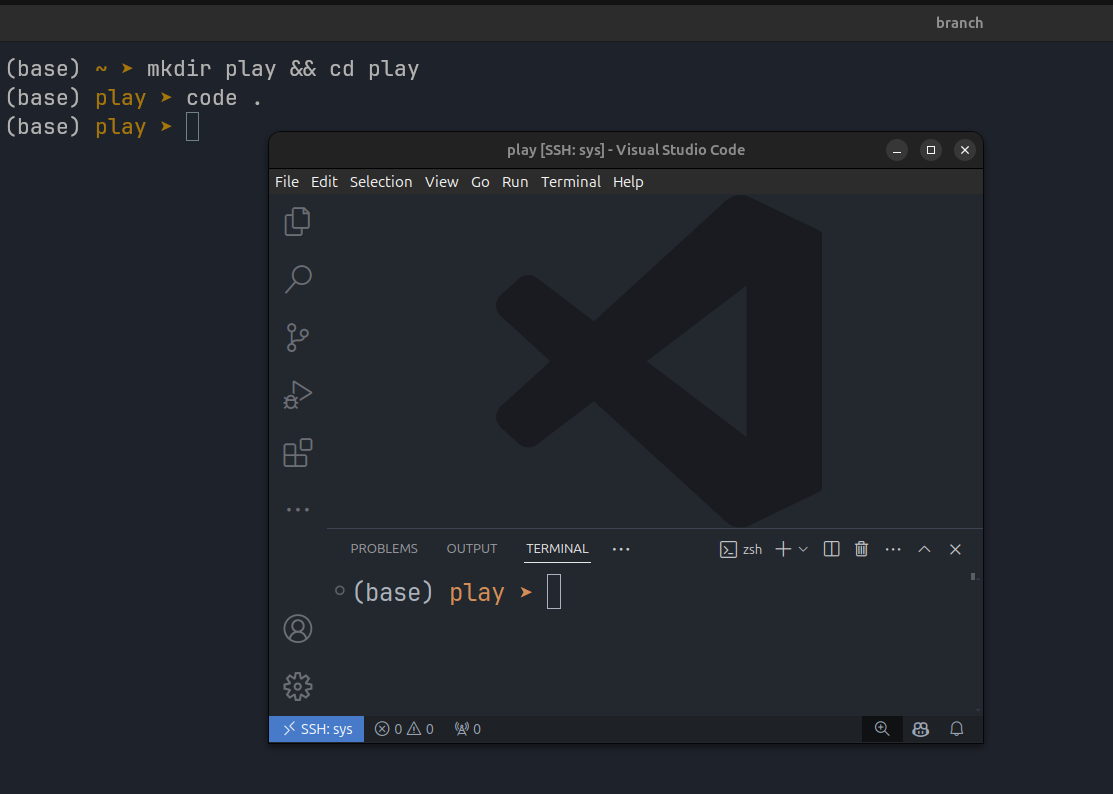 branch
(base) ~ ➤ mkdir play && cd play
(base) play ➤ code .
(base) play ➤
play [SSH: sys] - Visual Studio Code
File Edit Selection View Go Run Terminal Help
PROBLEMS OUTPUT TERMINAL ··· zsh
(base) play ➤
SSH: sys 0 0 0